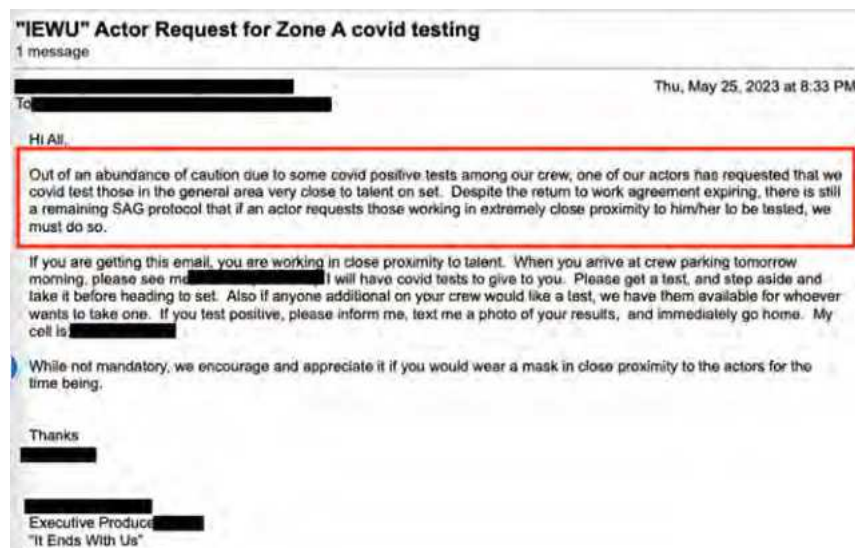 "IEWU" Actor Request for Zone A covid testing
1 message
Thu, May 25, 2023 at 8:33 PM
To
Hi All,
Out of an abundance of caution due to some covid positive tests among our crew, one of our actors has requested that we
covid test those in the general area very close to talent on set. Despite the return to work agreement expiring, there is still
a remaining SAG protocol that if an actor requests those working in extremely close proximity to him/her to be tested, we
must do so.
If you are getting this email, you are working in close proximity to talent. When you arrive at crew parking tomorrow
morning, please see me I will have covid tests to give to you. Please get a test, and step aside and
take it before heading to set. Also if anyone additional on your crew would like a test, we have them available for whoever
wants to take one. If you test positive, please inform me, text me a photo of your results, and immediately go home. My
cell is
While not mandatory, we encourage and appreciate it if you would wear a mask in close proximity to the actors for the
time being.
Thanks
Executive Produce
"It Ends With Us"